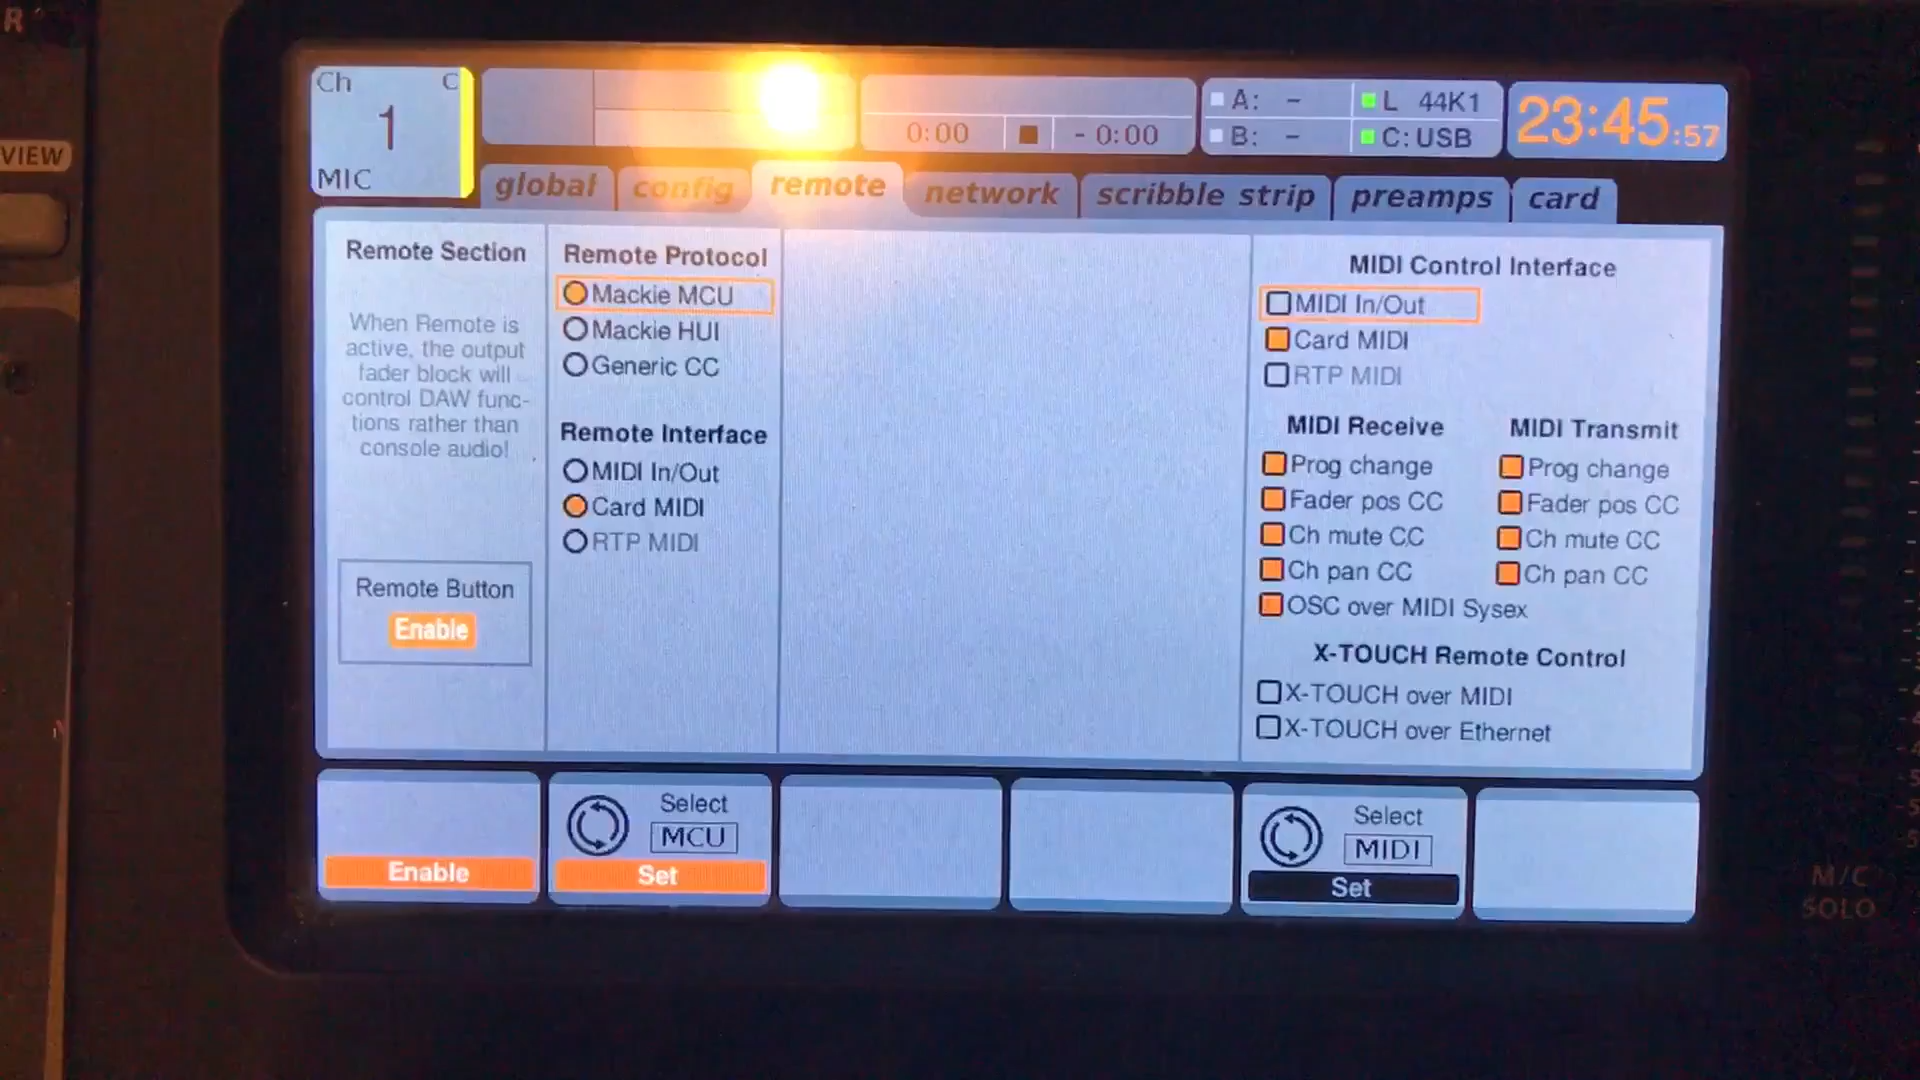 R
VIEW
Ch C
1
MIC
0:00 - 0:00
A: - L 44K1
B: - C: USB
23:45:57
global config remote network scribble strip preamps card
Remote Section
When Remote is
active, the output
fader block will
control DAW func-
tions rather than
console audio!
Remote Button
Enable
Remote Protocol
Mackie MCU
Mackie HUI
Generic CC
Remote Interface
MIDI In/Out
Card MIDI
RTP MIDI
MIDI Control Interface
MIDI In/Out
Card MIDI
RTP MIDI
MIDI Receive
Prog change
Fader pos CC
Ch mute CC
Ch pan CC
OSC over MIDI Sysex
MIDI Transmit
Prog change
Fader pos CC
Ch mute CC
Ch pan CC
X-TOUCH Remote Control
X-TOUCH over MIDI
X-TOUCH over Ethernet
Enable
Select
MCU
Set
Select
MIDI
Set
M/C
SOLO